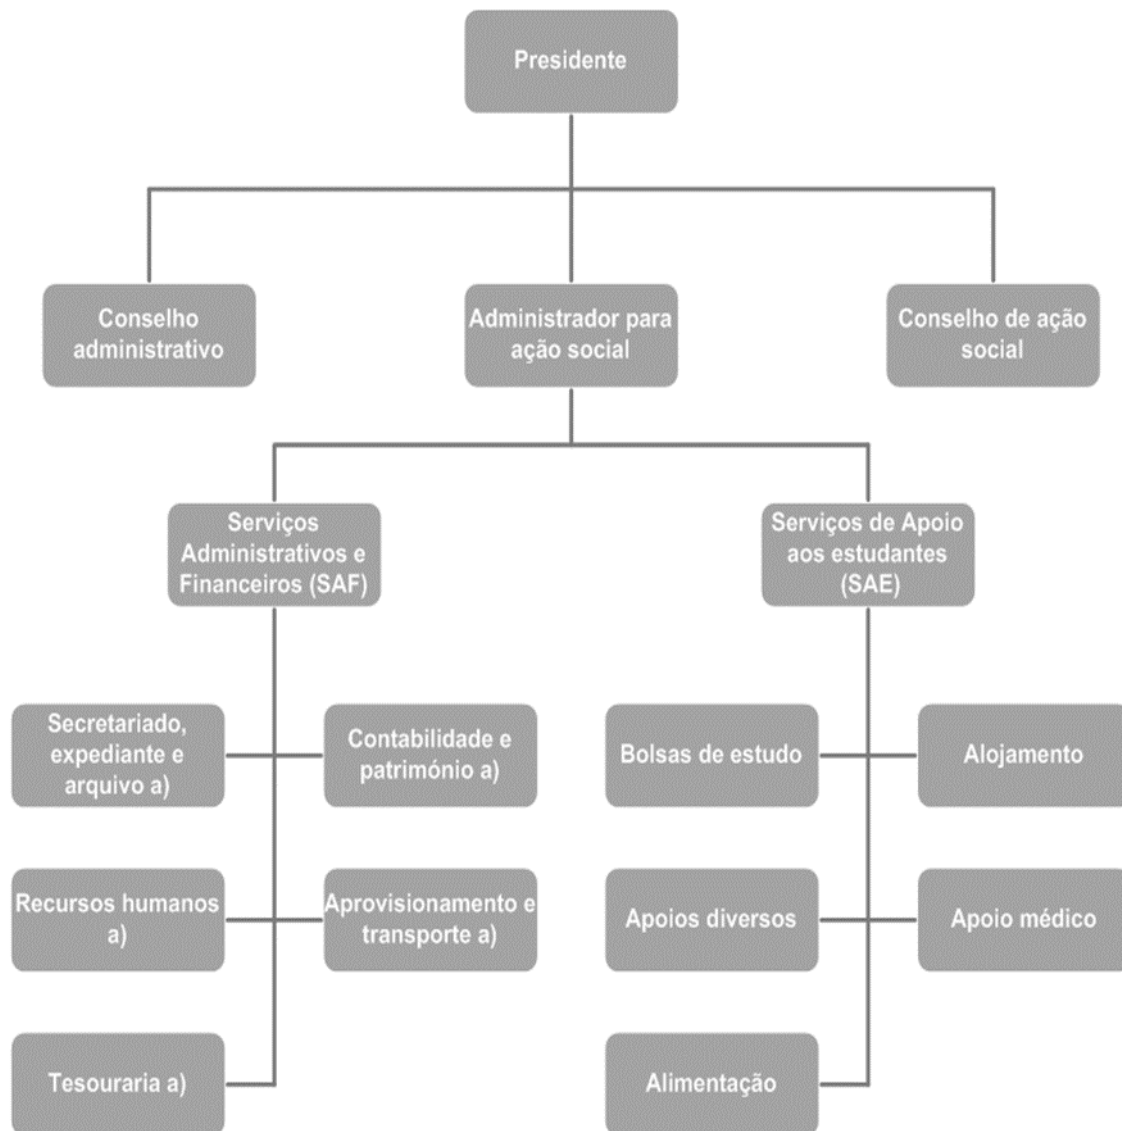 Presidente
Conselho
administrativo
Administrador para
ação social
Conselho de ação
social
Serviços
Administrativos e
Financeiros (SAF)
Serviços de Apoio
aos estudantes
(SAE)
Secretariado,
expediante e
arquivo a)
Contabilidade e
património a)
Bolsas de estudo
Alojamento
Recursos humanos
a)
Aprovisionamento e
transporte a)
Apoios diversos
Apoio médico
Tesouraria a)
Alimentação